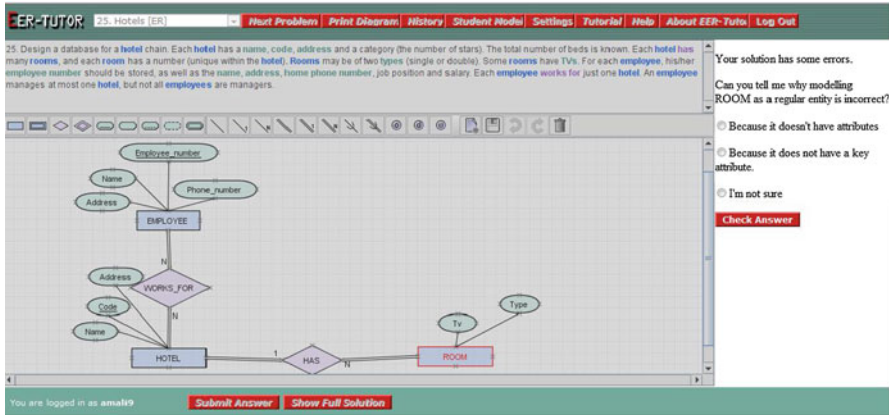 EER-TUTOR 25. Hotels [ER] Next Problem Print Diagram History Student Model Settings Tutorial Help About EER-Tuto Log Out
25. Design a database for a hotel chain. Each hotel has a name, code, address and a category (the number of stars). The total number of beds is known. Each hotel has
many rooms, and each room has a number (unique within the hotel). Rooms may be of two types (single or double). Some rooms have TVs. For each employee, his/her
employee number should be stored, as well as the name, address, home phone number, job position and salary. Each employee works for just one hotel. An employee
manages at most one hotel, but not all employees are managers.
Your solution has some errors.
Can you tell me why modelling
ROOM as a regular entity is incorrect?
Because it doesn't have attributes
Because it does not have a key
attribute.
I'm not sure
Check Answer
Employee_number
Name
Phone_number
Address
EMPLOYEE
N
Address
WORKS_FOR
Code
N
Name
Type
Tv
HOTEL
1
HAS
N
ROOM
You are logged in as amali9 Submit Answer Show Full Solution